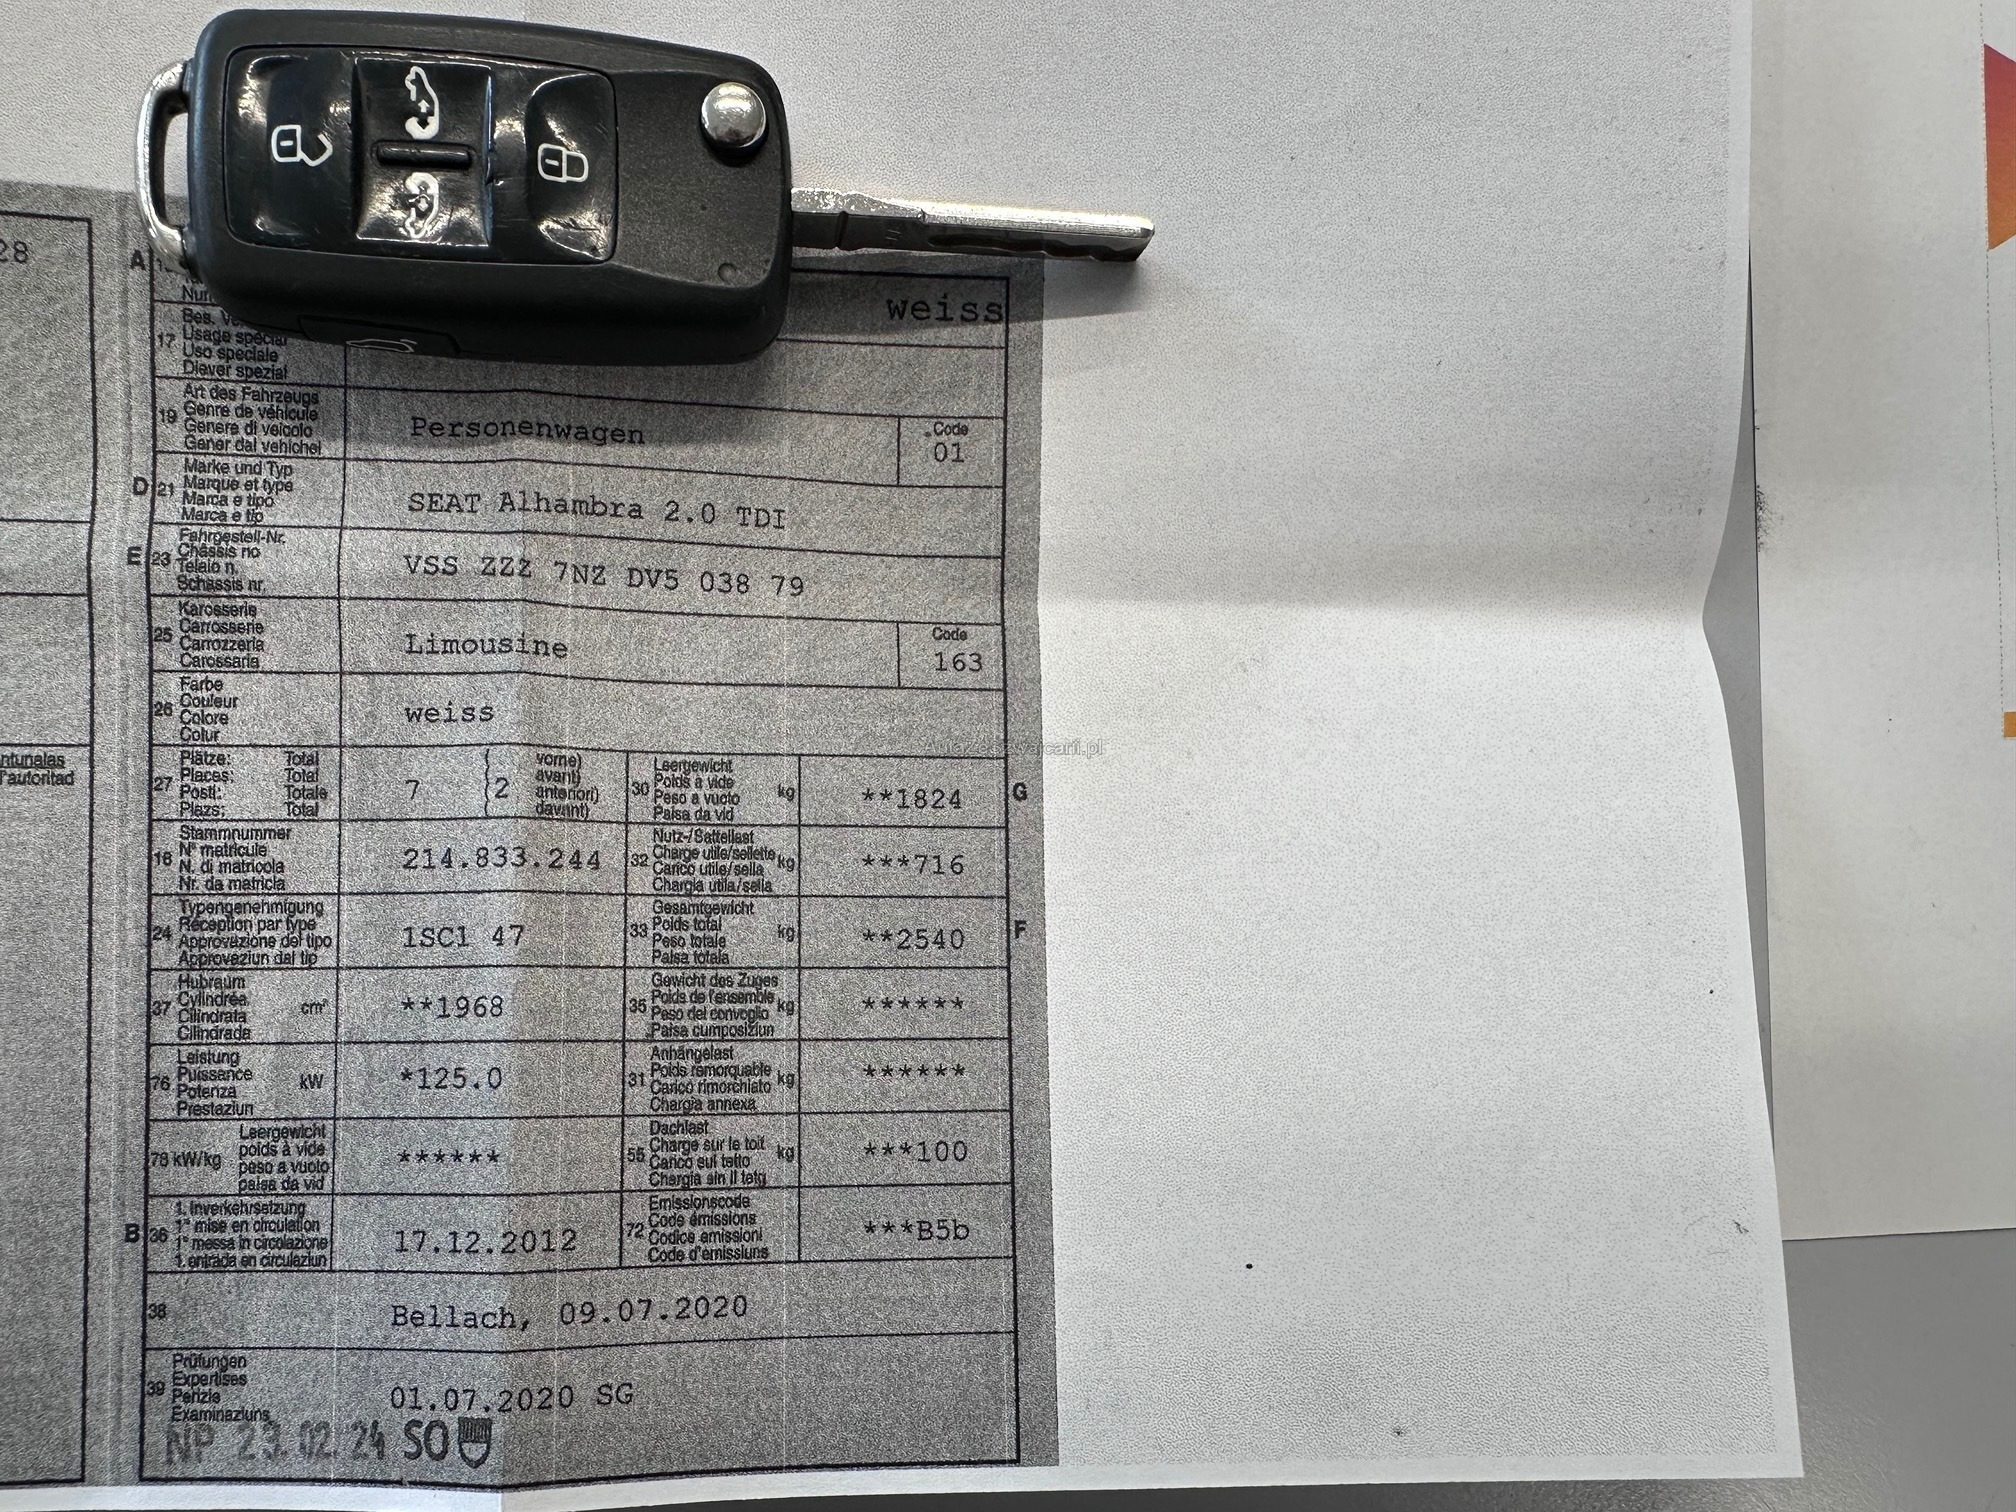 28
A
weiss
17 Usage spécial
Uso speciale
Diever spezial
19 Art des Fahrzeugs
Genre de véhicule
Genere di veicolo
Gener dal vehichel
Personenwagen
Code
01
D 21 Marke und Typ
Marque et type
Marca e tipo
Marca e tip
SEAT Alhambra 2.0 TDI
E 23 Fahrgestell-Nr.
Châssis no
Telaio n.
Schassis nr.
VSS ZZZ 7NZ DV5 038 79
25 Karosserie
Carrosserie
Carrozzeria
Carossaria
Limousine
Code
163
26 Farbe
Couleur
Colore
Colur
weiss
ntunalas
l'autoritad
27 Plätze: Total
Places: Total
Posti: Totale
Plazs: Total
7 { 2 vorne)
avant)
anteriori)
davant)
30 Leergewicht
Poids à vide
Peso a vuoto
Paisa da vid
kg
**1824
G
18 Stammnummer
N° matricule
N. di matricola
Nr. da matricla
214.833.244
32 Nutz-/Sattellast
Charge utile/sellette
Carico utile/sella
Chargia utila/sella
kg
***716
24 Typengenehmigung
Réception par type
Approvazione del tipo
Approvaziun dal tip
1SC1 47
33 Gesamtgewicht
Poids total
Peso totale
Paisa totala
kg
**2540
F
37 Hubraum
Cylindrée
Cilindrata
Cilindrada
cm³
**1968
35 Gewicht des Zuges
Poids de l'ensemble
Peso del convoglio
Paisa cumposiziun
kg
******
76 Leistung
Puissance
Potenza
Prestaziun
kW
*125.0
31 Anhängelast
Poids remorquable
Carico rimorchiato
Chargia annexa
kg
******
78 kW/kg Leergewicht
poids à vide
peso a vuoto
paisa da vid
******
55 Dachlast
Charge sur le toit
Carico sul tetto
Chargia sin il tetg
kg
***100
B 36 1. Inverkehrsetzung
1re mise en circulation
1a messa in circolazione
1. entrada en circulaziun
17.12.2012
72 Emissionscode
Code émissions
Codice emissioni
Code d'emissiuns
***B5b
38 Bellach, 09.07.2020
39 Prüfungen
Expertises
Perizie
Examinaziuns
01.07.2020 SG
NP 23.02.24 SO